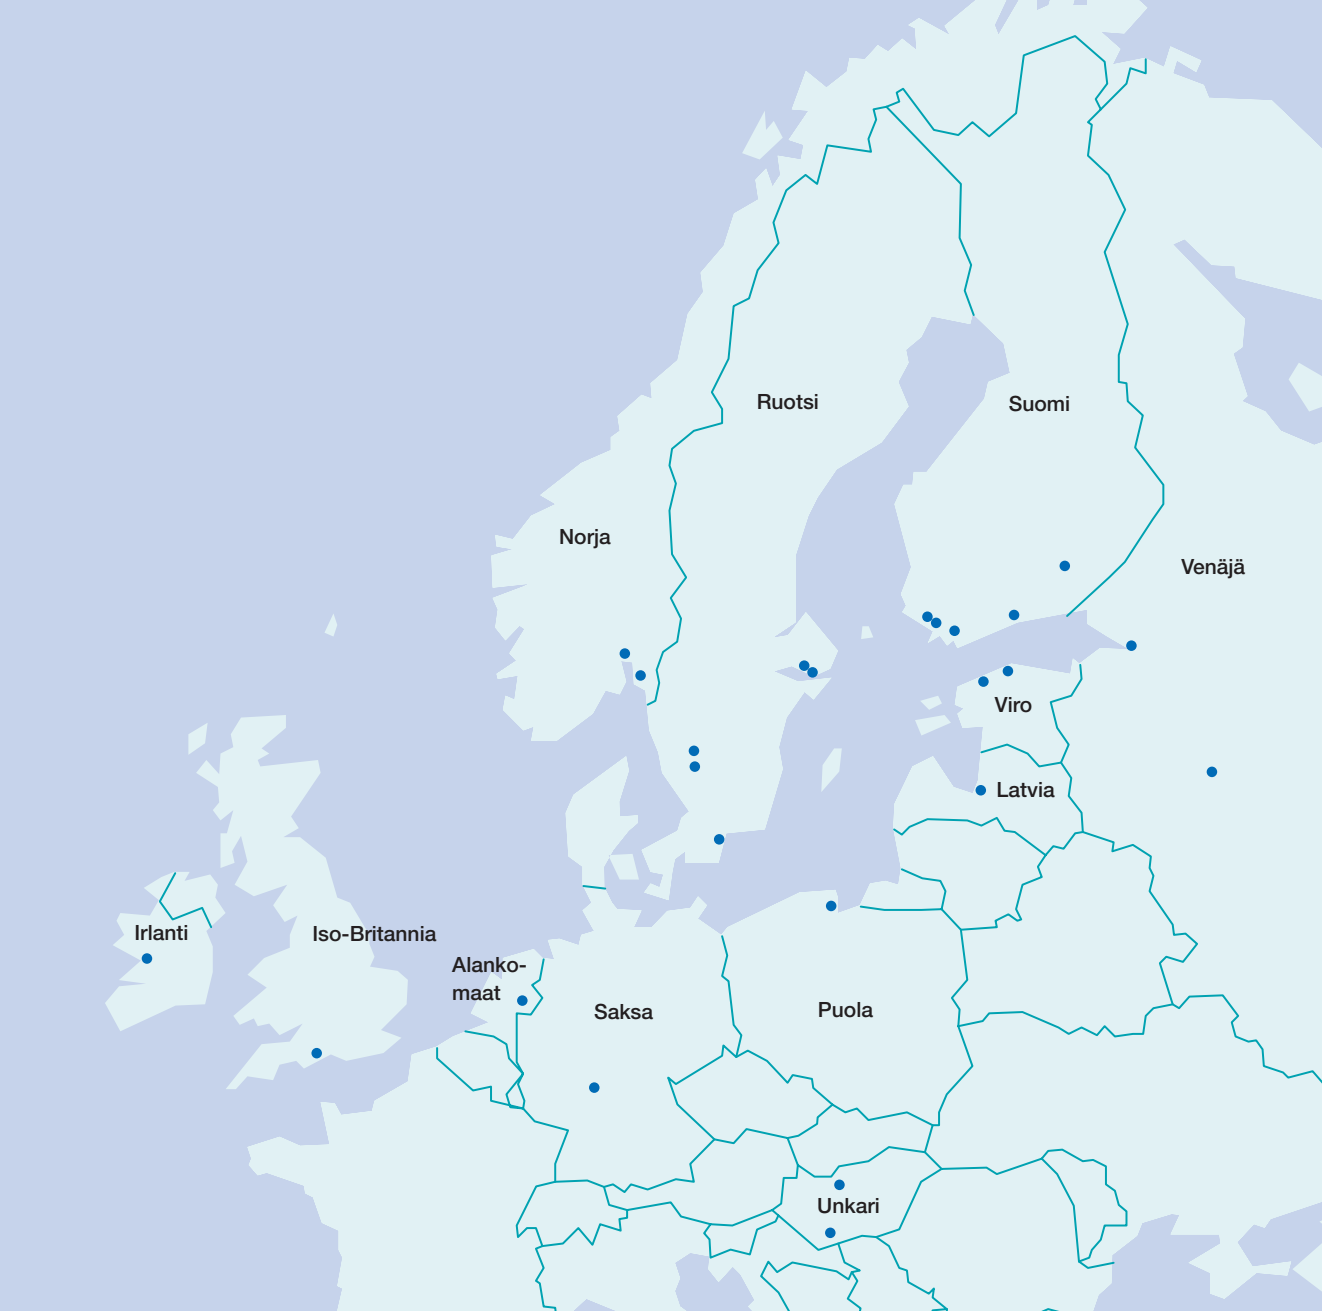 Ruotsi
Suomi
Norja
Venäjä
Viro
Latvia
Irlanti
Iso-Britannia
Alanko-
maat
Saksa
Puola
Unkari